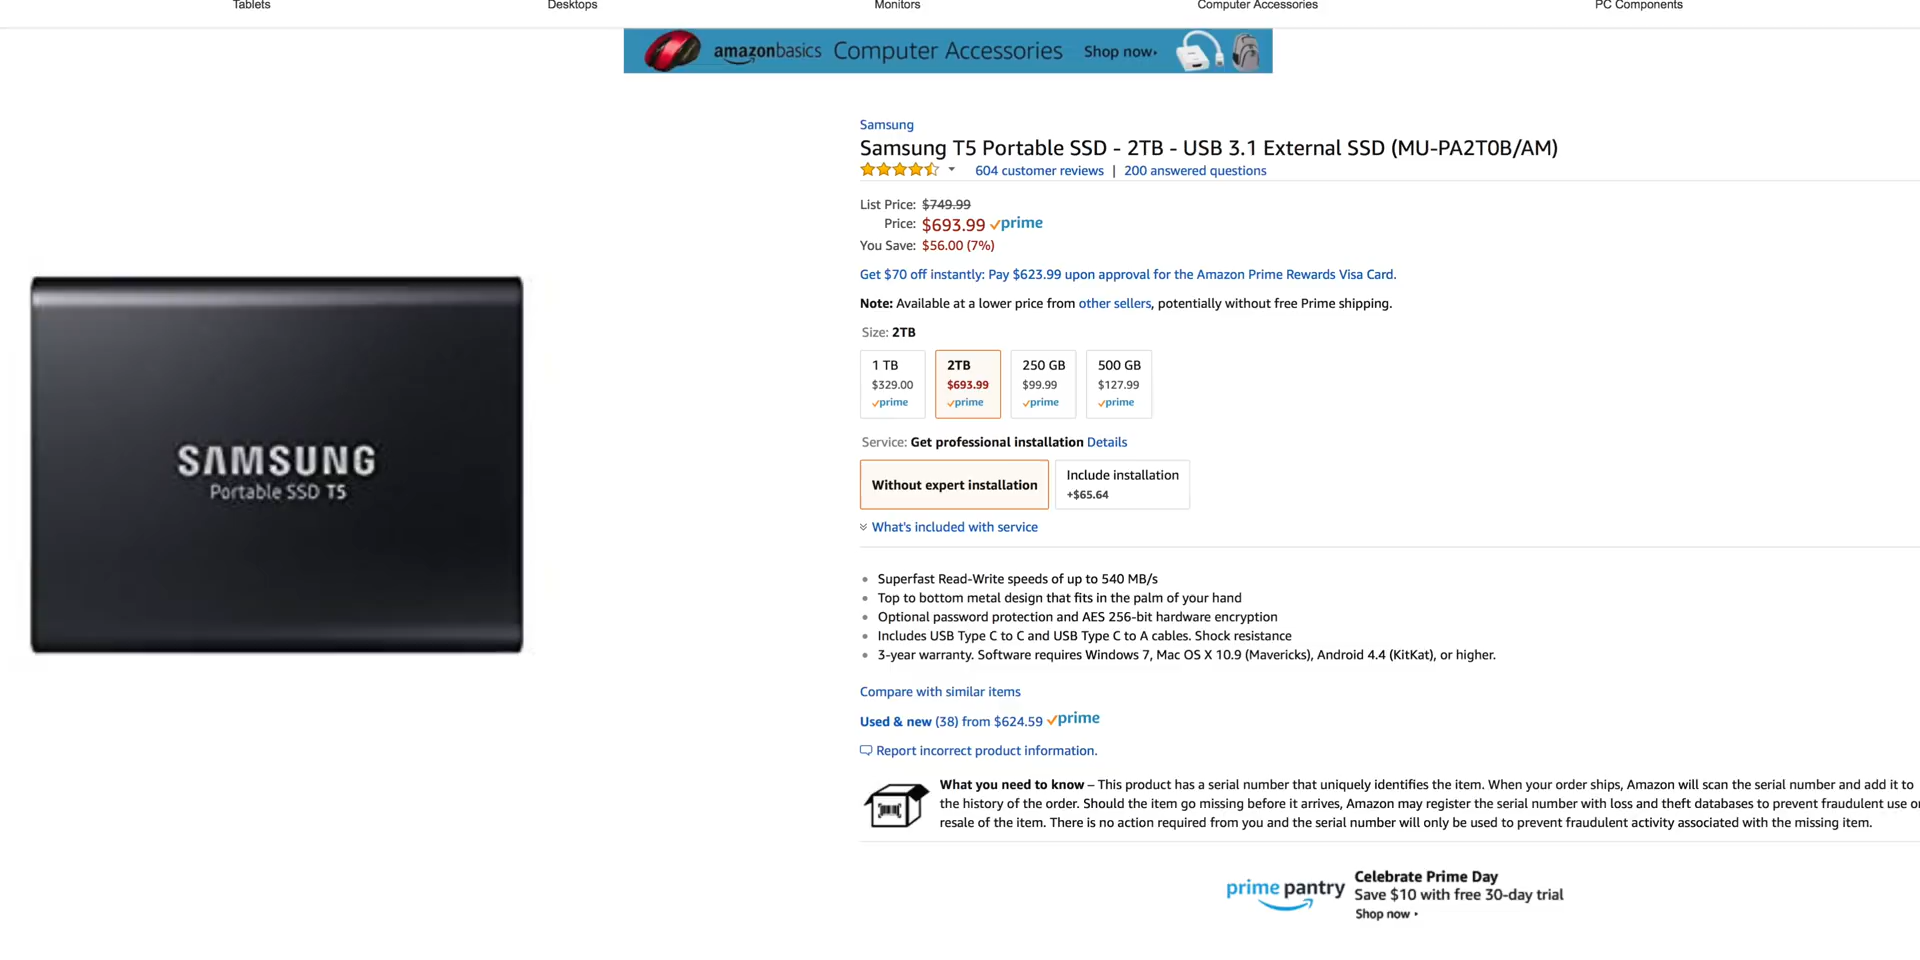 Tablets
Desktops
Monitors
Computer Accessories
PC Components
amazonbasics Computer Accessories Shop now
Samsung
Samsung T5 Portable SSD - 2TB - USB 3.1 External SSD (MU-PA2T0B/AM)
604 customer reviews | 200 answered questions
List Price: $749.99
Price: $693.99 prime
You Save: $56.00 (7%)
Get $70 off instantly: Pay $623.99 upon approval for the Amazon Prime Rewards Visa Card.
Note: Available at a lower price from other sellers, potentially without free Prime shipping.
Size: 2TB
1 TB
$329.00
prime
2TB
$693.99
prime
250 GB
$99.99
prime
500 GB
$127.99
prime
Service: Get professional installation Details
Without expert installation
Include installation
+$65.64
What's included with service
Superfast Read-Write speeds of up to 540 MB/s
Top to bottom metal design that fits in the palm of your hand
Optional password protection and AES 256-bit hardware encryption
Includes USB Type C to C and USB Type C to A cables. Shock resistance
3-year warranty. Software requires Windows 7, Mac OS X 10.9 (Mavericks), Android 4.4 (KitKat), or higher.
Compare with similar items
Used & new (38) from $624.59 prime
Report incorrect product information.
What you need to know – This product has a serial number that uniquely identifies the item. When your order ships, Amazon will scan the serial number and add it to
the history of the order. Should the item go missing before it arrives, Amazon may register the serial number with loss and theft databases to prevent fraudulent use or
resale of the item. There is no action required from you and the serial number will only be used to prevent fraudulent activity associated with the missing item.
prime pantry
Celebrate Prime Day
Save $10 with free 30-day trial
Shop now
SAMSUNG
Portable SSD T5